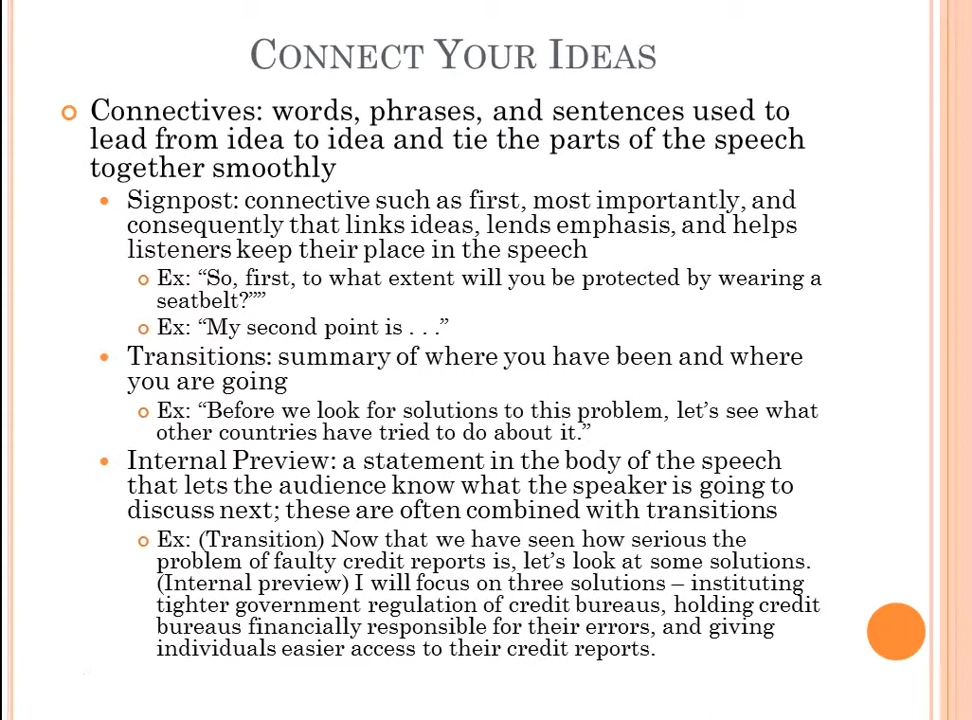 CONNECT YOUR IDEAS
Connectives: words, phrases, and sentences used to
lead from idea to idea and tie the parts of the speech
together smoothly
Signpost: connective such as first, most importantly, and
consequently that links ideas, lends emphasis, and helps
listeners keep their place in the speech
Ex: “So, first, to what extent will you be protected by wearing a
seatbelt?””
Ex: “My second point is . . .”
Transitions: summary of where you have been and where
you are going
Ex: “Before we look for solutions to this problem, let’s see what
other countries have tried to do about it.”
Internal Preview: a statement in the body of the speech
that lets the audience know what the speaker is going to
discuss next; these are often combined with transitions
Ex: (Transition) Now that we have seen how serious the
problem of faulty credit reports is, let’s look at some solutions.
(Internal preview) I will focus on three solutions – instituting
tighter government regulation of credit bureaus, holding credit
bureaus financially responsible for their errors, and giving
individuals easier access to their credit reports.